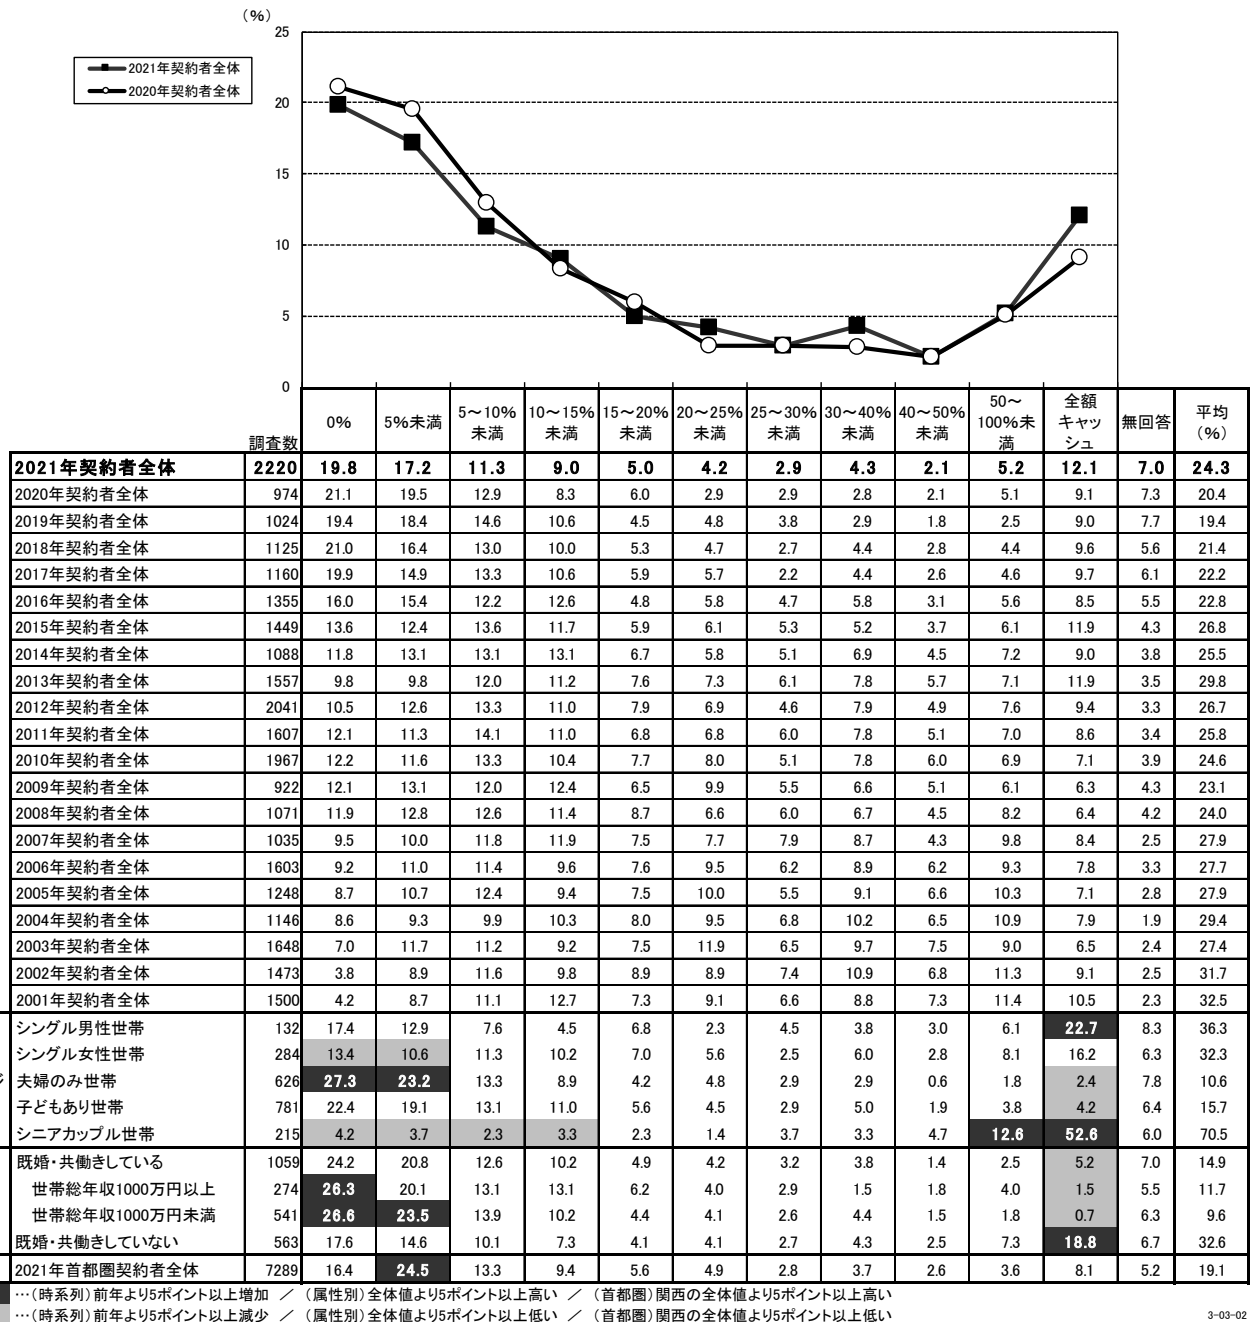 （%）
25
20
15
10
5
0
2021年契約者全体
2020年契約者全体
調査数 0% 5%未満 5～10%未満 10～15%未満 15～20%未満 20～25%未満 25～30%未満 30～40%未満 40～50%未満 50～100%未満 全額キャッシュ 無回答 平均（%）
2021年契約者全体 2220 19.8 17.2 11.3 9.0 5.0 4.2 2.9 4.3 2.1 5.2 12.1 7.0 24.3
2020年契約者全体 974 21.1 19.5 12.9 8.3 6.0 2.9 2.9 2.8 2.1 5.1 9.1 7.3 20.4
2019年契約者全体 1024 19.4 18.4 14.6 10.6 4.5 4.8 3.8 2.9 1.8 2.5 9.0 7.7 19.4
2018年契約者全体 1125 21.0 16.4 13.0 10.0 5.3 4.7 2.7 4.4 2.8 4.4 9.6 5.6 21.4
2017年契約者全体 1160 19.9 14.9 13.3 10.6 5.9 5.7 2.2 4.4 2.6 4.6 9.7 6.1 22.2
2016年契約者全体 1355 16.0 15.4 12.2 12.6 4.8 5.8 4.7 5.8 3.1 5.6 8.5 5.5 22.8
2015年契約者全体 1449 13.6 12.4 13.6 11.7 5.9 6.1 5.3 5.2 3.7 6.1 11.9 4.3 26.8
2014年契約者全体 1088 11.8 13.1 13.1 13.1 6.7 5.8 5.1 6.9 4.5 7.2 9.0 3.8 25.5
2013年契約者全体 1557 9.8 9.8 12.0 11.2 7.6 7.3 6.1 7.8 5.7 7.1 11.9 3.5 29.8
2012年契約者全体 2041 10.5 12.6 13.3 11.0 7.9 6.9 4.6 7.9 4.9 7.6 9.4 3.3 26.7
2011年契約者全体 1607 12.1 11.3 14.1 11.0 6.8 6.8 6.0 7.8 5.1 7.0 8.6 3.4 25.8
2010年契約者全体 1967 12.2 11.6 13.3 10.4 7.7 8.0 5.1 7.8 6.0 6.9 7.1 3.9 24.6
2009年契約者全体 922 12.1 13.1 12.0 12.4 6.5 9.9 5.5 6.6 5.1 6.1 6.3 4.3 23.1
2008年契約者全体 1071 11.9 12.8 12.6 11.4 8.7 6.6 6.0 6.7 4.5 8.2 6.4 4.2 24.0
2007年契約者全体 1035 9.5 10.0 11.8 11.9 7.5 7.7 7.9 8.7 4.3 9.8 8.4 2.5 27.9
2006年契約者全体 1603 9.2 11.0 11.4 9.6 7.6 9.5 6.2 8.9 6.2 9.3 7.8 3.3 27.7
2005年契約者全体 1248 8.7 10.7 12.4 9.4 7.5 10.0 5.5 9.1 6.6 10.3 7.1 2.8 27.9
2004年契約者全体 1146 8.6 9.3 9.9 10.3 8.0 9.5 6.8 10.2 6.5 10.9 7.9 1.9 29.4
2003年契約者全体 1648 7.0 11.7 11.2 9.2 7.5 11.9 6.5 9.7 7.5 9.0 6.5 2.4 27.4
2002年契約者全体 1473 3.8 8.9 11.6 9.8 8.9 8.9 7.4 10.9 6.8 11.3 9.1 2.5 31.7
2001年契約者全体 1500 4.2 8.7 11.1 12.7 7.3 9.1 6.6 8.8 7.3 11.4 10.5 2.3 32.5
シングル男性世帯 132 17.4 12.9 7.6 4.5 6.8 2.3 4.5 3.8 3.0 6.1 22.7 8.3 36.3
シングル女性世帯 284 13.4 10.6 11.3 10.2 7.0 5.6 2.5 6.0 2.8 8.1 16.2 6.3 32.3
夫婦のみ世帯 626 27.3 23.2 13.3 8.9 4.2 4.8 2.9 2.9 0.6 1.8 2.4 7.8 10.6
子どもあり世帯 781 22.4 19.1 13.1 11.0 5.6 4.5 2.9 5.0 1.9 3.8 4.2 6.4 15.7
シニアカップル世帯 215 4.2 3.7 2.3 3.3 2.3 1.4 3.7 3.3 4.7 12.6 52.6 6.0 70.5
既婚・共働きしている 1059 24.2 20.8 12.6 10.2 4.9 4.2 3.2 3.8 1.4 2.5 5.2 7.0 14.9
世帯総年収1000万円以上 274 26.3 20.1 13.1 13.1 6.2 4.0 2.9 1.5 1.8 4.0 1.5 5.5 11.7
世帯総年収1000万円未満 541 26.6 23.5 13.9 10.2 4.4 4.1 2.6 4.4 1.5 1.8 0.7 6.3 9.6
既婚・共働きしていない 563 17.6 14.6 10.1 7.3 4.1 4.1 2.7 4.3 2.5 7.3 18.8 6.7 32.6
2021年首都圏契約者全体 7289 16.4 24.5 13.3 9.4 5.6 4.9 2.8 3.7 2.6 3.6 8.1 5.2 19.1
…（時系列）前年より5ポイント以上増加 ／ （属性別）全体値より5ポイント以上高い ／ （首都圏）関西の全体値より5ポイント以上高い
…（時系列）前年より5ポイント以上減少 ／ （属性別）全体値より5ポイント以上低い ／ （首都圏）関西の全体値より5ポイント以上低い
3-03-02